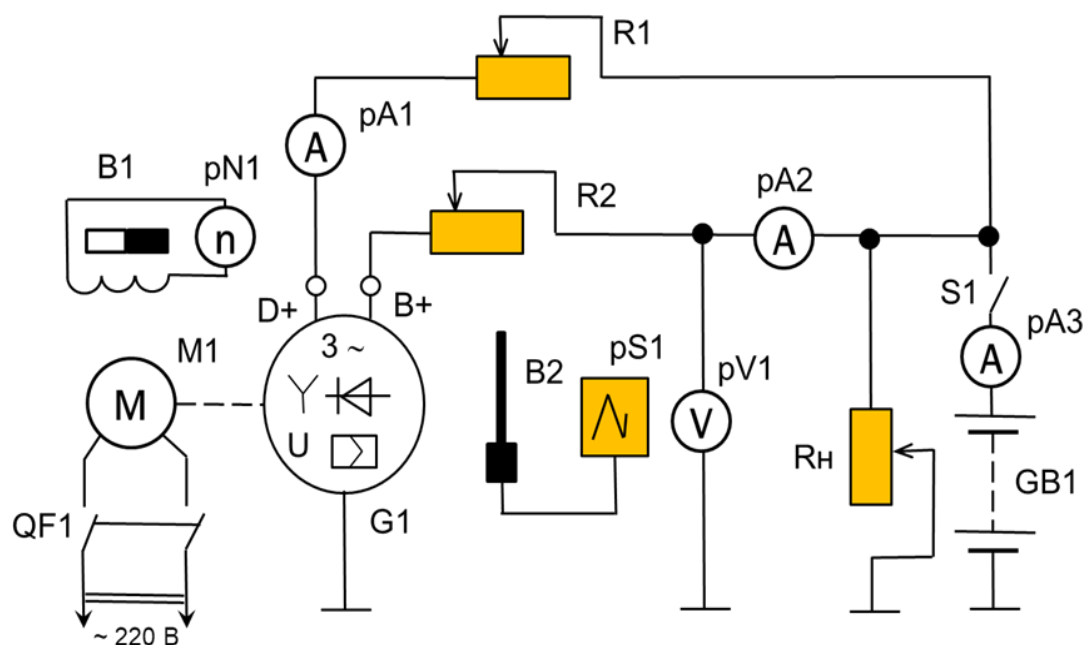 R1
pA1
A
B1
pN1
n
R2
pA2
A
D+
B+
S1
pA3
A
M1
M
3 ~
U
G1
B2
pS1
pV1
V
Rн
GB1
QF1
~ 220 В